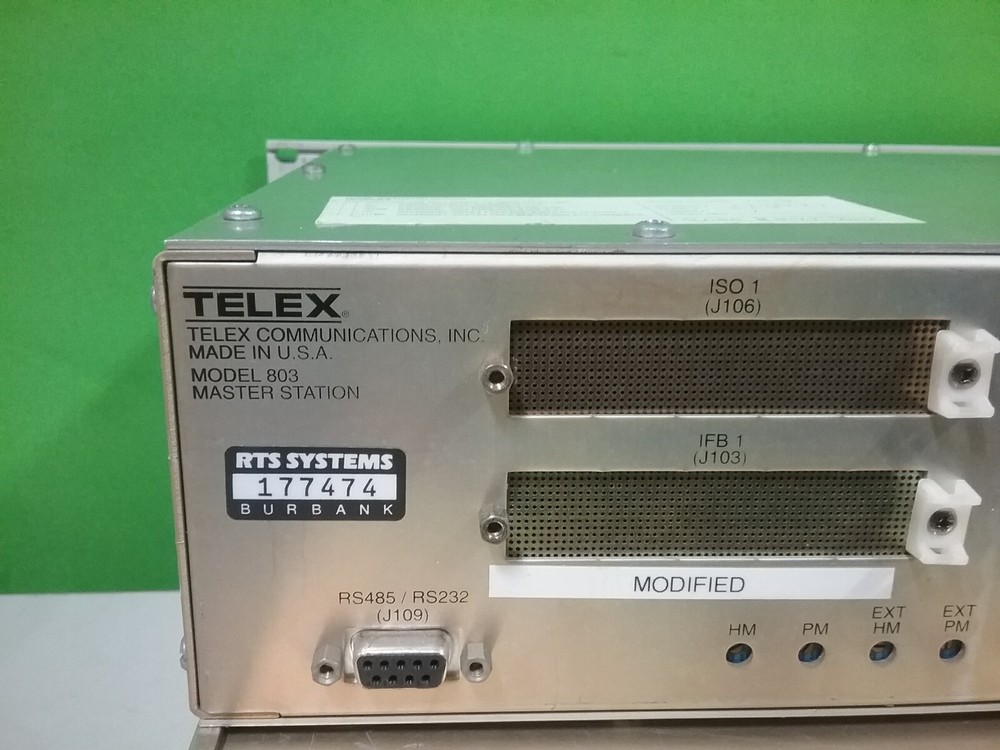 TELEX®
TELEX COMMUNICATIONS, INC.
MADE IN U.S.A.
MODEL 803
MASTER STATION
RTS SYSTEMS
177474
BURBANK
RS485 / RS232
(J109)
ISO 1
(J106)
IFB 1
(J103)
MODIFIED
HM
PM
EXT
HM
EXT
PM